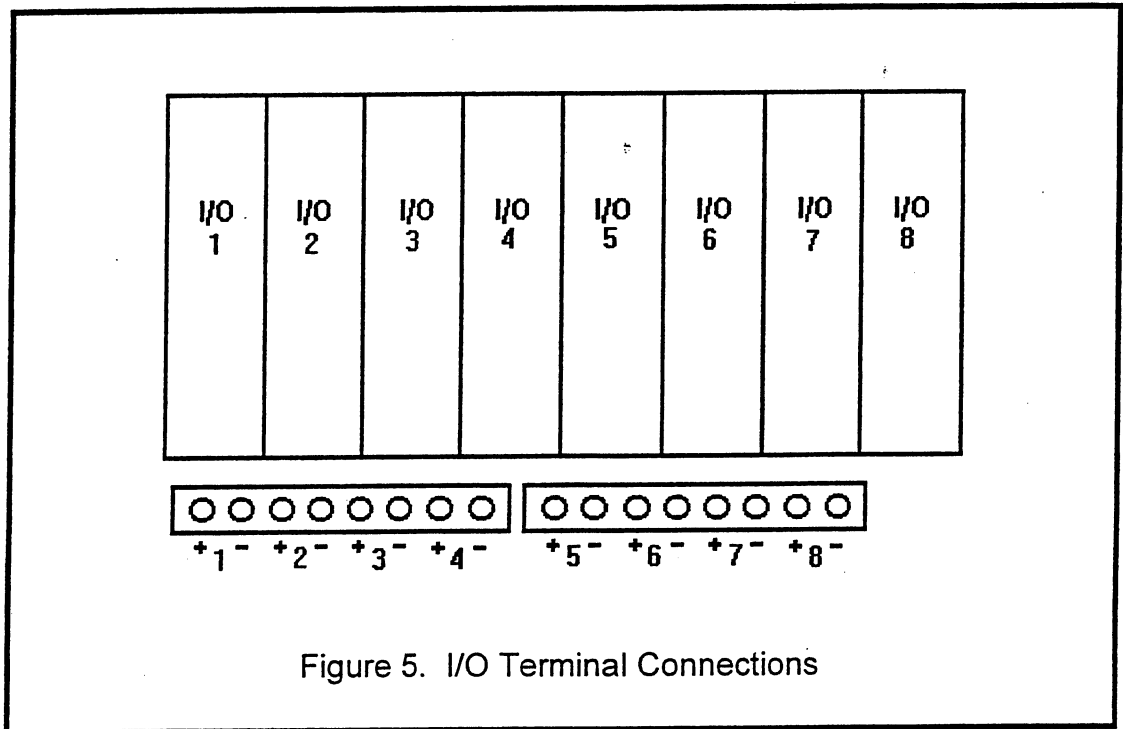 I/O I/O I/O I/O I/O I/O I/O I/O
1 2 3 4 5 6 7 8
+1- +2- +3- +4- +5- +6- +7- +8-
Figure 5. I/O Terminal Connections